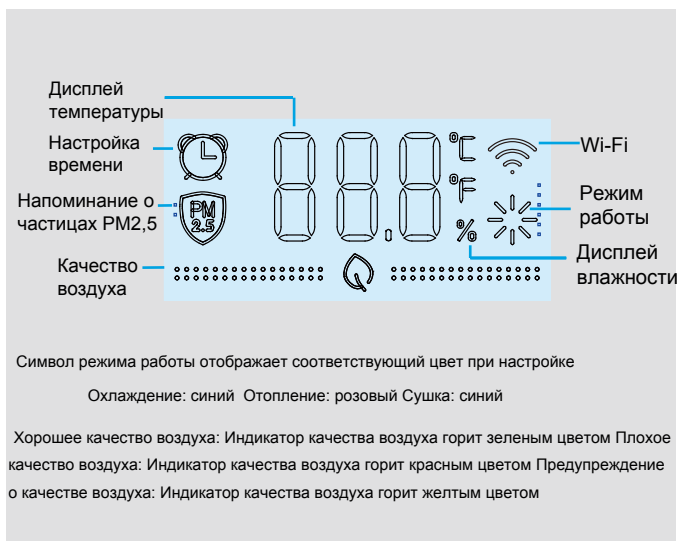 Дисплей
температуры
Настройка
времени
Напоминание о
частицах PM2,5
Качество
воздуха
PM
2.5
888
.
°C
°F
%
Wi-Fi
Режим
работы
Дисплей
влажности
Символ режима работы отображает соответствующий цвет при настройке
Охлаждение: синий Отопление: розовый Сушка: синий
Хорошее качество воздуха: Индикатор качества воздуха горит зеленым цветом Плохое
качество воздуха: Индикатор качества воздуха горит красным цветом Предупреждение
о качестве воздуха: Индикатор качества воздуха горит желтым цветом